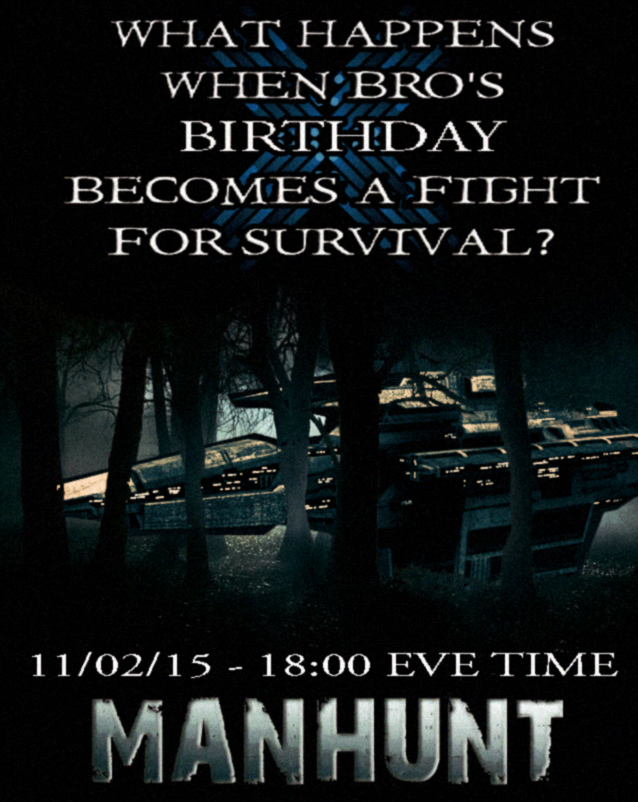 WHAT HAPPENS
WHEN BRO'S
BIRTHDAY
BECOMES A FIGHT
FOR SURVIVAL?
11/02/15 - 18:00 EVE TIME
MANHUNT